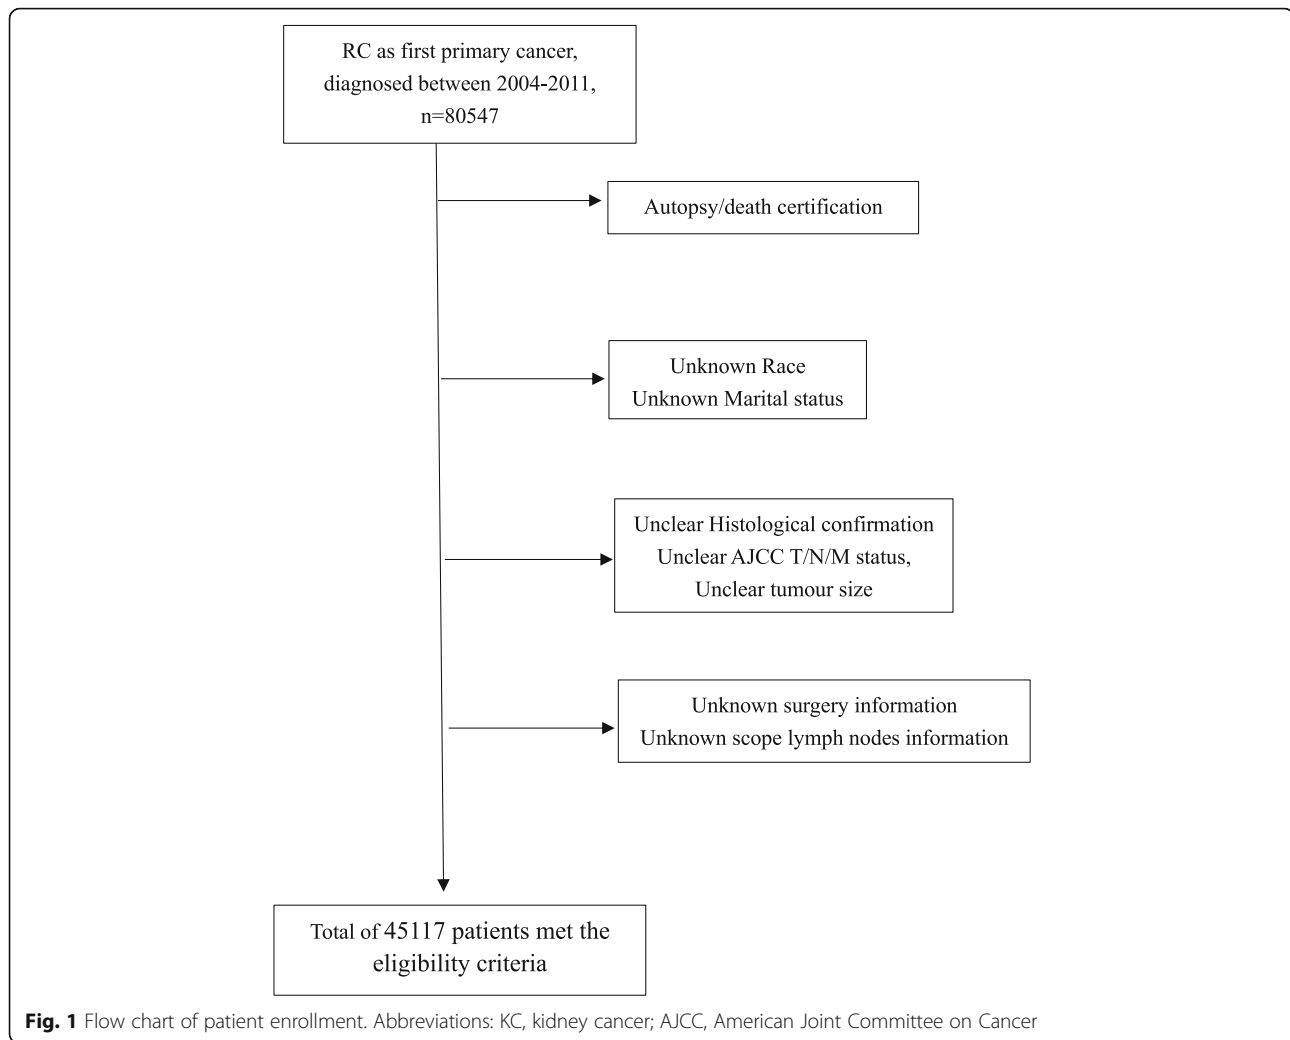 RC as first primary cancer,
diagnosed between 2004-2011,
n=80547
Autopsy/death certification
Unknown Race
Unknown Marital status
Unclear Histological confirmation
Unclear AJCC T/N/M status,
Unclear tumour size
Unknown surgery information
Unknown scope lymph nodes information
Total of 45117 patients met the
eligibility criteria
Fig. 1 Flow chart of patient enrollment. Abbreviations: KC, kidney cancer; AJCC, American Joint Committee on Cancer